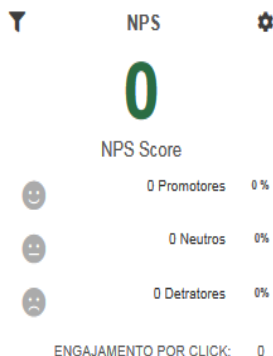 NPS
0
NPS Score
0 Promotores 0 %
0 Neutros 0%
0 Detratores 0%
ENGAJAMENTO POR CLICK: 0